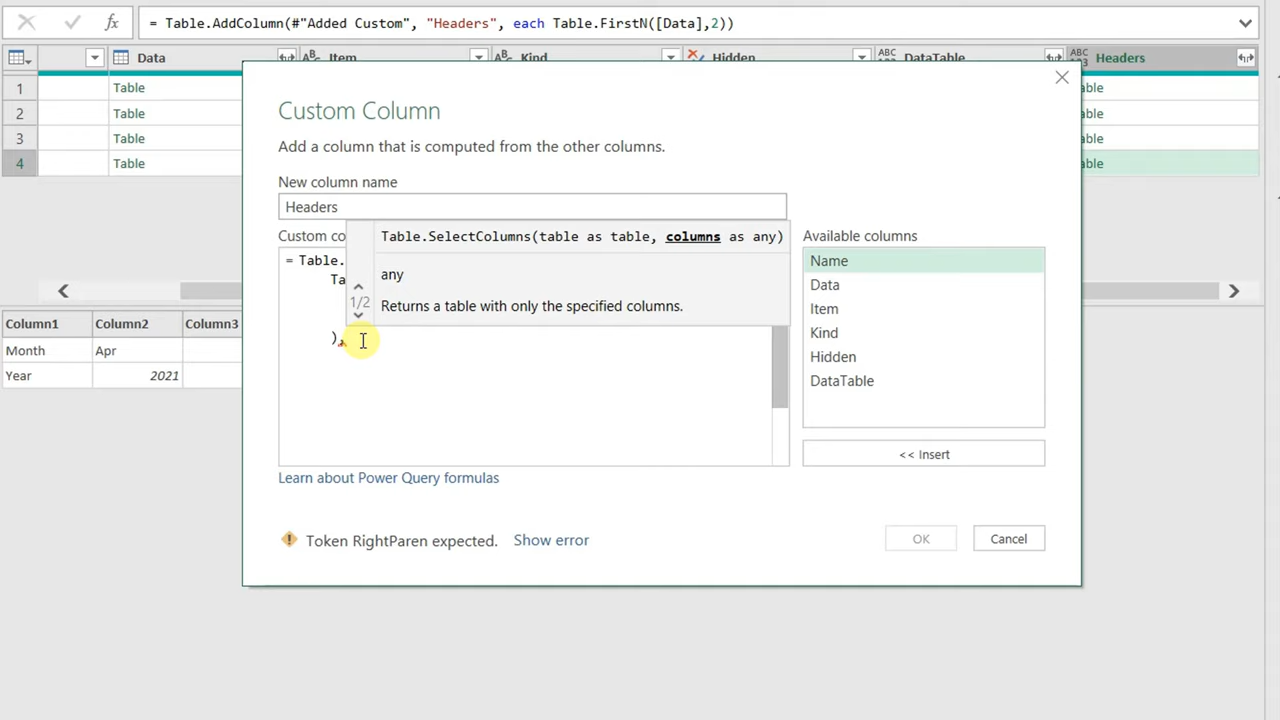 = Table.AddColumn(#"Added Custom", "Headers", each Table.FirstN([Data],2))
Data Item Kind Hidden DataTable Headers
1 Table able
2 Table able
3 Table able
4 Table able
Custom Column
Add a column that is computed from the other columns.
New column name
Headers
Custom co
Available columns
Table.SelectColumns(table as table, columns as any)
any
1/2
Returns a table with only the specified columns.
= Table.
Ta
),
Name
Data
Item
Kind
Hidden
DataTable
<< Insert
Learn about Power Query formulas
Token RightParen expected. Show error
OK Cancel
Column1 Column2 Column3
Month Apr
Year 2021